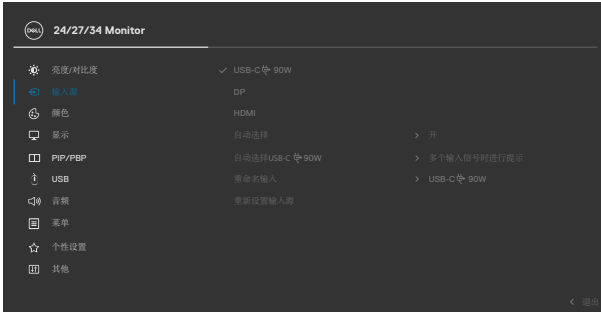 DELL 24/27/34 Monitor
亮度/对比度
输入源
颜色
显示
PIP/PBP
USB
音频
菜单
个性设置
其他
USB-C 90W
DP
HDMI
自动选择 开
自动选择USB-C 90W 多个输入信号时进行提示
重命名输入 USB-C 90W
重新设置输入源
退出